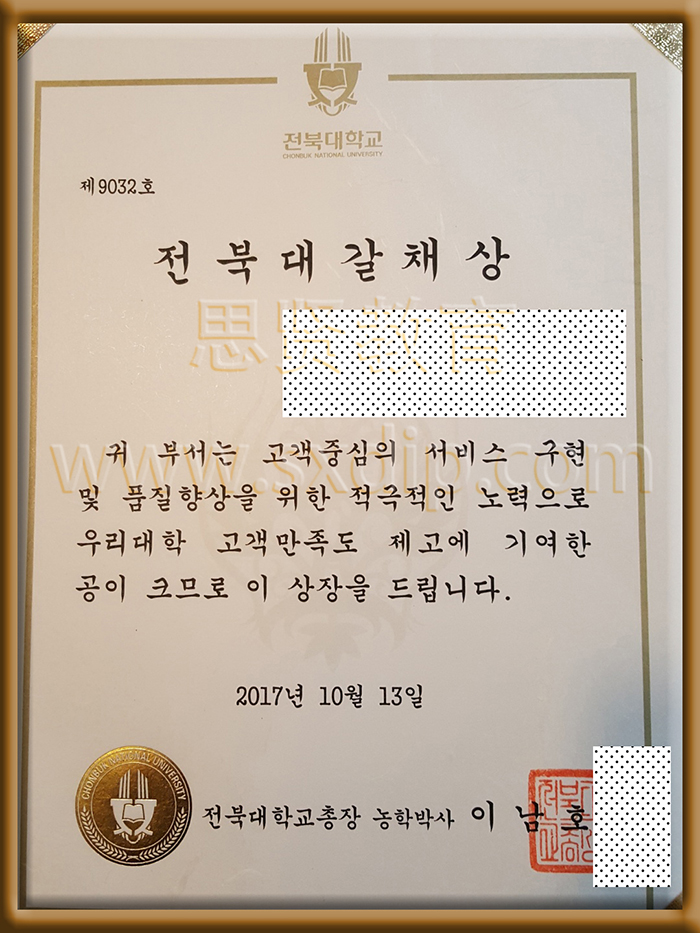 전북대학교
CHONBUK NATIONAL UNIVERSITY
제9032호
전북대갈채상
思贤教育
귀 부서는 고객중심의 서비스 구현
www.sxdip.com
및 품질향상을 위한 적극적인 노력으로
우리대학 고객만족도 제고에 기여한
공이 크므로 이 상장을 드립니다.
2017년 10월 13일
CHONBUK NATIONAL UNIVERSITY
전북대학교총장 농학박사 이남호